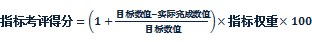 指标考评得分 = (1 + (目标数值−实际完成数值)/目标数值) × 指标权重 × 100